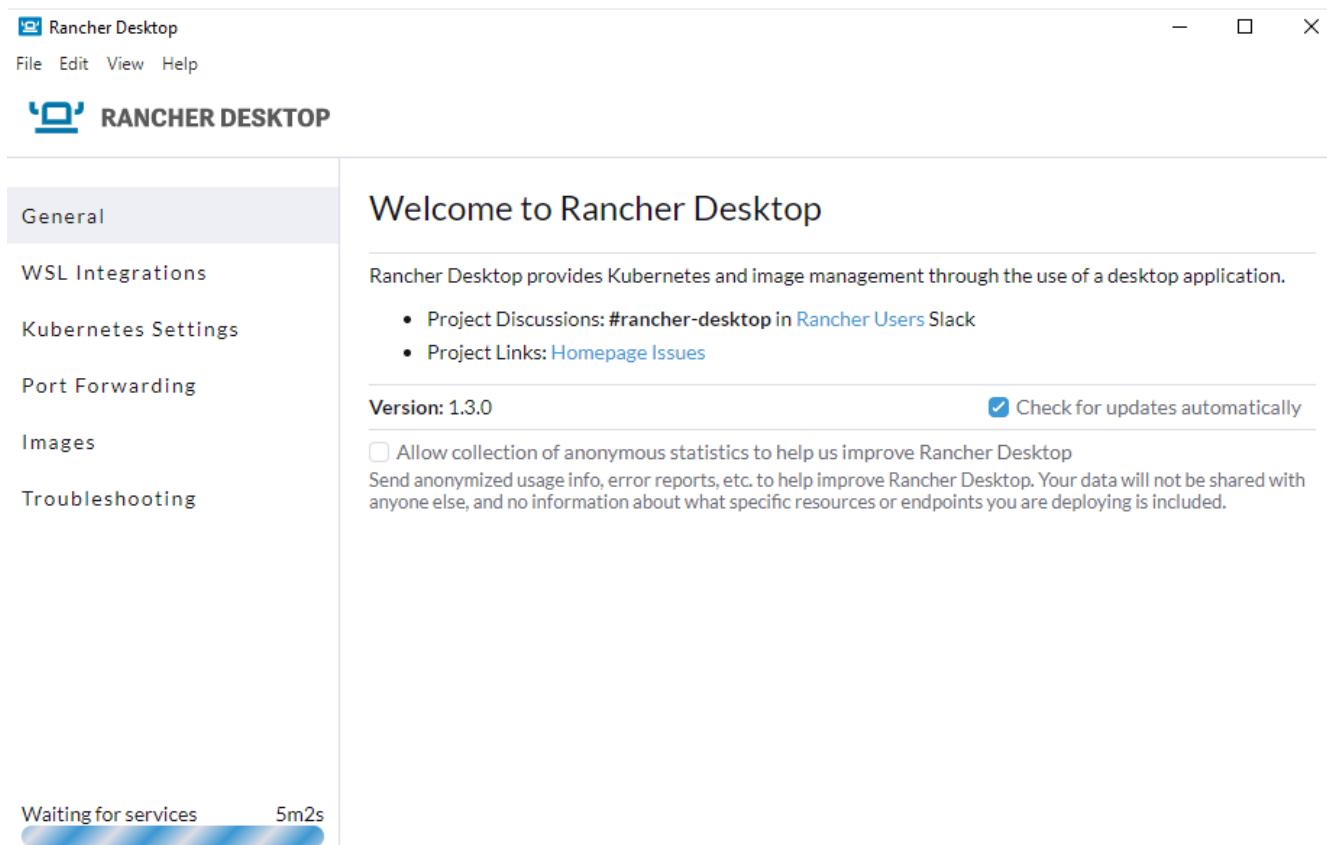 Rancher Desktop
File Edit View Help
RANCHER DESKTOP
General
WSL Integrations
Kubernetes Settings
Port Forwarding
Images
Troubleshooting
Waiting for services 5m2s
Welcome to Rancher Desktop
Rancher Desktop provides Kubernetes and image management through the use of a desktop application.
• Project Discussions: #rancher-desktop in Rancher Users Slack
• Project Links: Homepage Issues
Version: 1.3.0 Check for updates automatically
Allow collection of anonymous statistics to help us improve Rancher Desktop
Send anonymized usage info, error reports, etc. to help improve Rancher Desktop. Your data will not be shared with
anyone else, and no information about what specific resources or endpoints you are deploying is included.